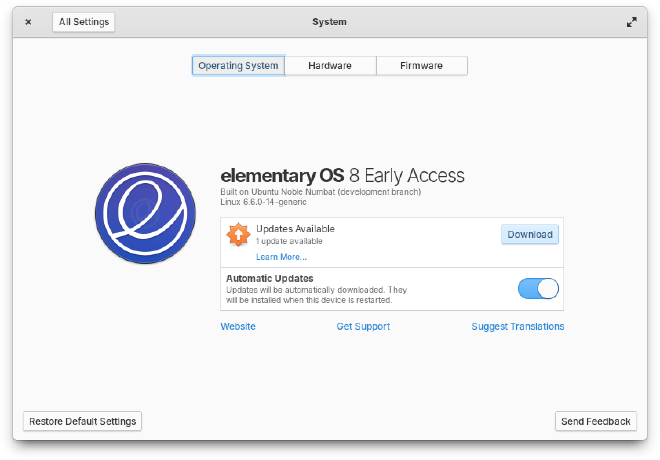 All Settings
System
Operating System
Hardware
Firmware
elementary OS 8 Early Access
Built on Ubuntu Noble Numbat (development branch)
Linux 6.6.0-14-generic
Updates Available
1 update available
Learn More...
Download
Automatic Updates
Updates will be automatically downloaded. They
will be installed when this device is restarted.
Website
Get Support
Suggest Translations
Restore Default Settings
Send Feedback